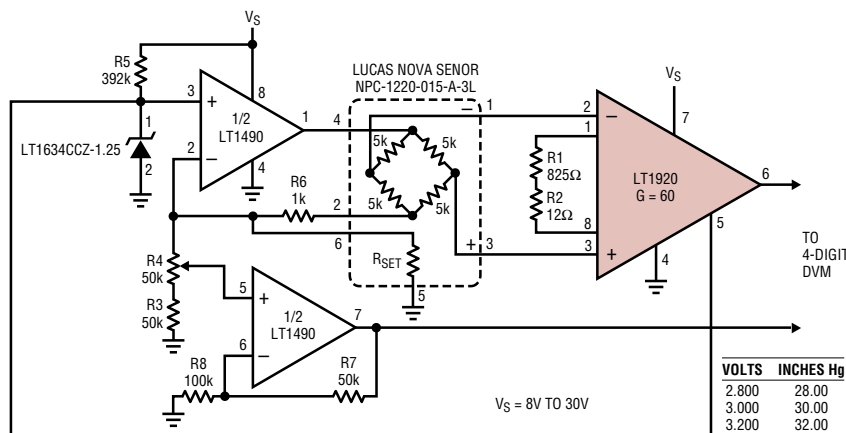 VS
R5
392k
LUCAS NOVA SENOR
NPC-1220-015-A-3L
3
+
8
1/2
LT1490
1
4
2
−
4
1
LT1634CCZ-1.25
2
5k
5k
5k
5k
−
1
R6
1k
2
6
RSET
5
+
3
VS
2
−
7
1
R1
825Ω
R2
12Ω
8
3
+
LT1920
G = 60
6
5
4
TO
4-DIGIT
DVM
R4
50k
R3
50k
5
+
1/2
LT1490
7
6
−
R8
100k
R7
50k
VS = 8V TO 30V
VOLTS INCHES Hg
2.800 28.00
3.000 30.00
3.200 32.00